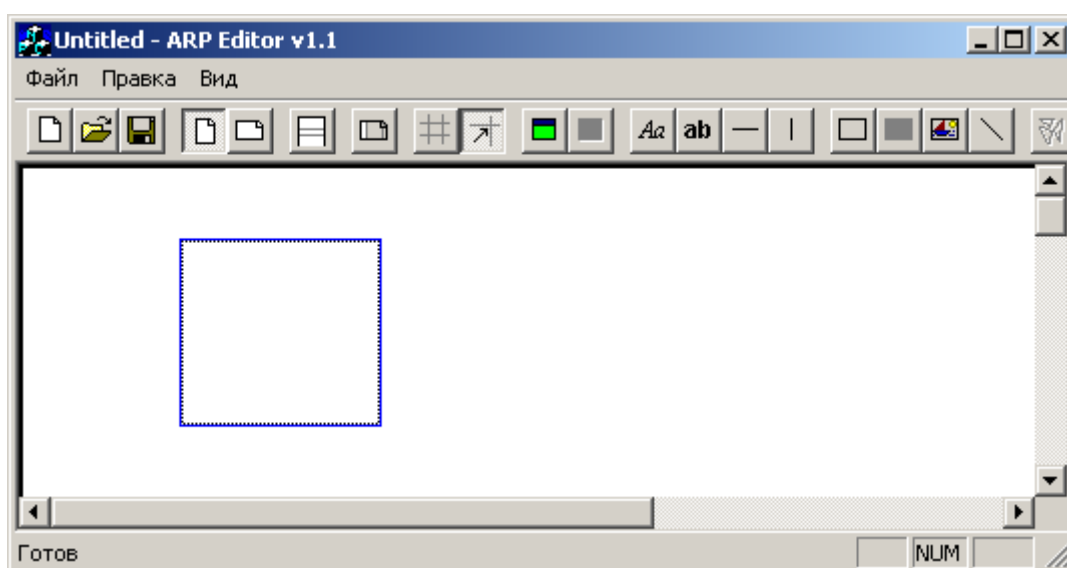 Untitled - ARP Editor v1.1
Файл Правка Вид
Aa ab
Готов NUM